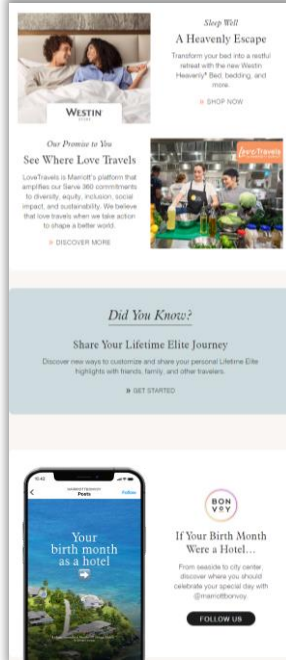 Sleep Well
A Heavenly Escape
Transform your bed into a restful
retreat with the new Westin
Heavenly® Bed, bedding, and
more.
» SHOP NOW
WESTIN
STORE
Our Promise to You
See Where Love Travels
LoveTravels is Marriott's platform that
amplifies our Serve 360 commitments
to diversity, equity, inclusion, social
impact, and sustainability. We believe
that love travels when we take action
to shape a better world.
» DISCOVER MORE
LoveTravels
Did You Know?
Share Your Lifetime Elite Journey
Discover new ways to customize and share your personal Lifetime Elite
highlights with friends, family, and other travelers.
» GET STARTED
15:42
MARRIOTTBONVOY
Posts
Follow
Your
birth month
as a hotel
BON
VOY
If Your Birth Month
Were a Hotel…
From seaside to city center,
discover where you should
celebrate your special day with
@marriottbonvoy.
FOLLOW US